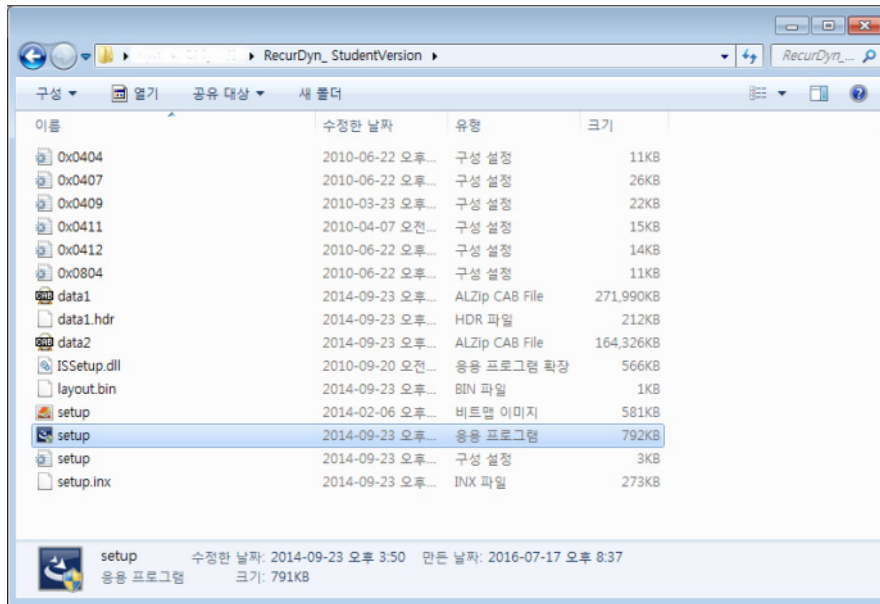 RecurDyn_ StudentVersion
RecurDyn_...
구성 열기 공유 대상 새 폴더
이름 수정한 날짜 유형 크기
0x0404 2010-06-22 오후... 구성 설정 11KB
0x0407 2010-06-22 오후... 구성 설정 26KB
0x0409 2010-03-23 오후... 구성 설정 22KB
0x0411 2010-04-07 오전... 구성 설정 15KB
0x0412 2010-06-22 오후... 구성 설정 14KB
0x0804 2010-06-22 오후... 구성 설정 11KB
data1 2014-09-23 오후... ALZip CAB File 271,990KB
data1.hdr 2014-09-23 오후... HDR 파일 212KB
data2 2014-09-23 오후... ALZip CAB File 164,326KB
ISSetup.dll 2010-09-20 오전... 응용 프로그램 확장 566KB
layout.bin 2014-09-23 오후... BIN 파일 1KB
setup 2014-02-06 오후... 비트맵 이미지 581KB
setup 2014-09-23 오후... 응용 프로그램 792KB
setup 2014-09-23 오후... 구성 설정 3KB
setup.inx 2014-09-23 오후... INX 파일 273KB
setup 수정한 날짜: 2014-09-23 오후 3:50 만든 날짜: 2016-07-17 오후 8:37
응용 프로그램 크기: 791KB